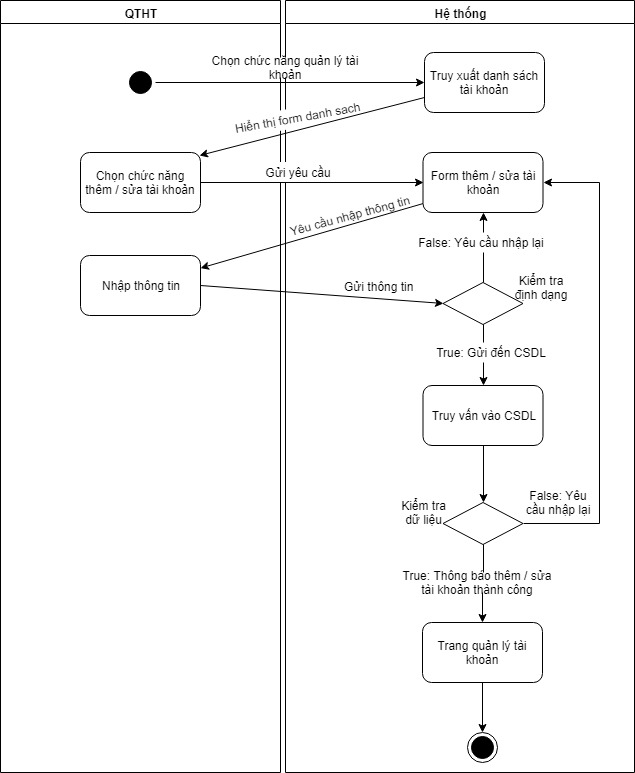 QTHT
Hệ thống
Chọn chức năng quản lý tài
khoản
Truy xuất danh sách
tài khoản
Hiển thị form danh sach
Chọn chức năng
thêm / sửa tài khoản
Gửi yêu cầu
Form thêm / sửa tài
khoản
Yêu cầu nhập thông tin
False: Yêu cầu nhập lại
Nhập thông tin
Gửi thông tin
Kiểm tra
định dạng
True: Gửi đến CSDL
Truy vấn vào CSDL
Kiểm tra
dữ liệu
False: Yêu
cầu nhập lại
True: Thông báo thêm / sửa
tài khoản thành công
Trang quản lý tài
khoản